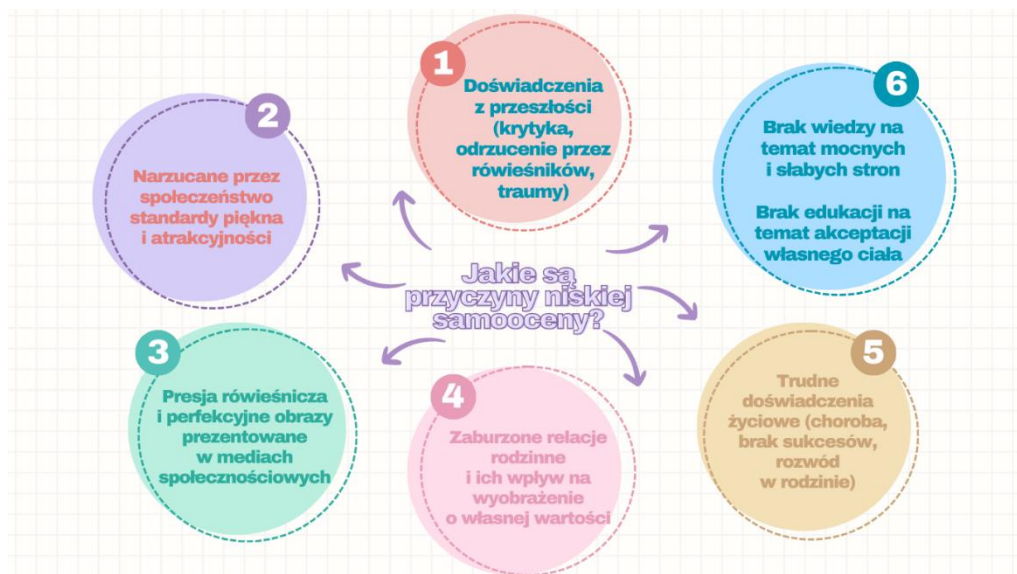 Jakie są
przyczyny niskiej
samooceny?
1
Doświadczenia
z przeszłości
(krytyka,
odrzucenie przez
rówieśników,
traumy)
2
Narzucane przez
społeczeństwo
standardy piękna
i atrakcyjności
3
Presja rówieśnicza
i perfekcyjne obrazy
prezentowane
w mediach
społecznościowych
4
Zaburzone relacje
rodzinne
i ich wpływ na
wyobrażenie
o własnej wartości
5
Trudne
doświadczenia
życiowe (choroba,
brak sukcesów,
rozwód
w rodzinie)
6
Brak wiedzy na
temat mocnych
i słabych stron
Brak edukacji na
temat akceptacji
własnego ciała